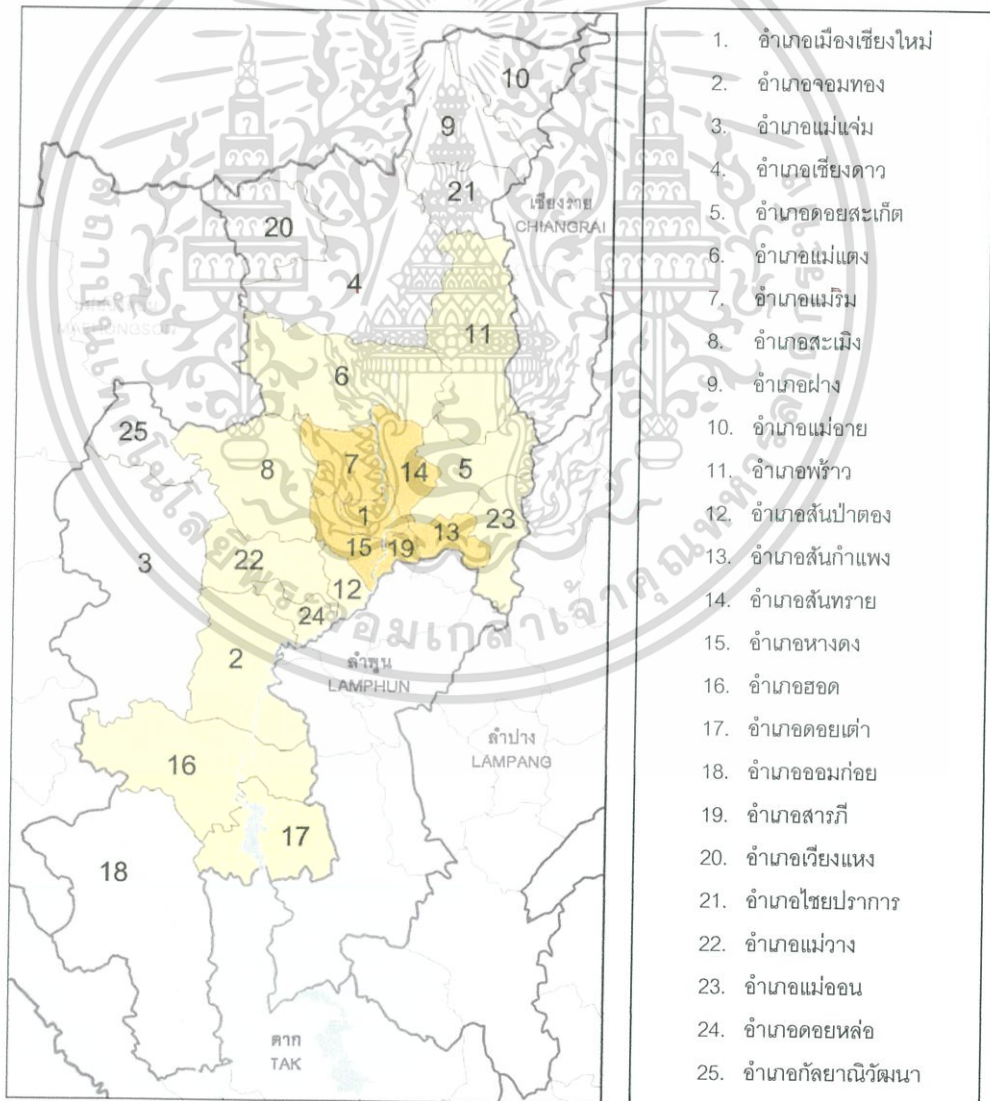 10
9
21
เชียงราย
CHIANGRAI
20
4
11
MAEHONGSON
6
25
8
7
14
5
1
13
23
3
22
15
19
12
24
2
ลำพูน
LAMPHUN
ลำปาง
LAMPANG
16
17
18
ตาก
TAK
1. อำเภอเมืองเชียงใหม่
2. อำเภอจอมทอง
3. อำเภอแม่แจ่ม
4. อำเภอเชียงดาว
5. อำเภอดอยสะเก็ต
6. อำเภอแม่แตง
7. อำเภอแม่ริม
8. อำเภอสะเมิง
9. อำเภอฝาง
10. อำเภอแม่อาย
11. อำเภอพร้าว
12. อำเภอสันป่าตอง
13. อำเภอสันกำแพง
14. อำเภอสันทราย
15. อำเภอหางดง
16. อำเภอฮอด
17. อำเภอดอยเต่า
18. อำเภอออมก่อย
19. อำเภอสารภี
20. อำเภอเวียงแหง
21. อำเภอไชยปราการ
22. อำเภอแม่วาง
23. อำเภอแม่ออน
24. อำเภอดอยหล่อ
25. อำเภอกัลยาณิวัฒนา